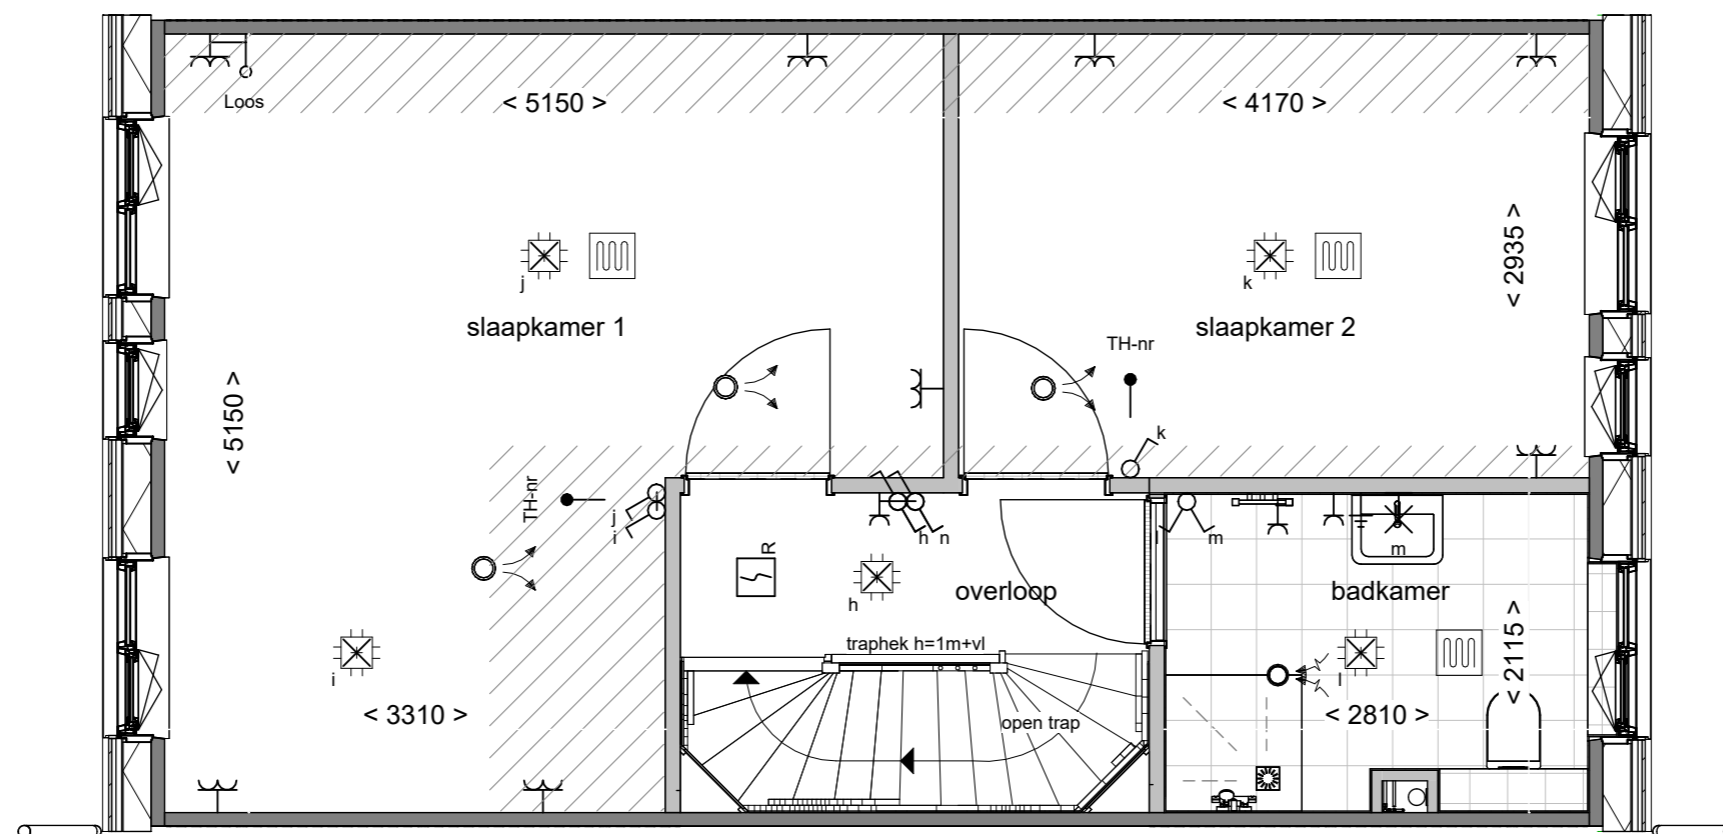 Loos
< 5150 >
< 4170 >
< 2935 >
j
k
slaapkamer 1
slaapkamer 2
TH-nr
< 5150 >
k
TH-nr
j
i
h n
l
m
m
R
h
overloop
badkamer
traphek h=1m+vl
i
l
< 2115 >
< 3310 >
open trap
< 2810 >